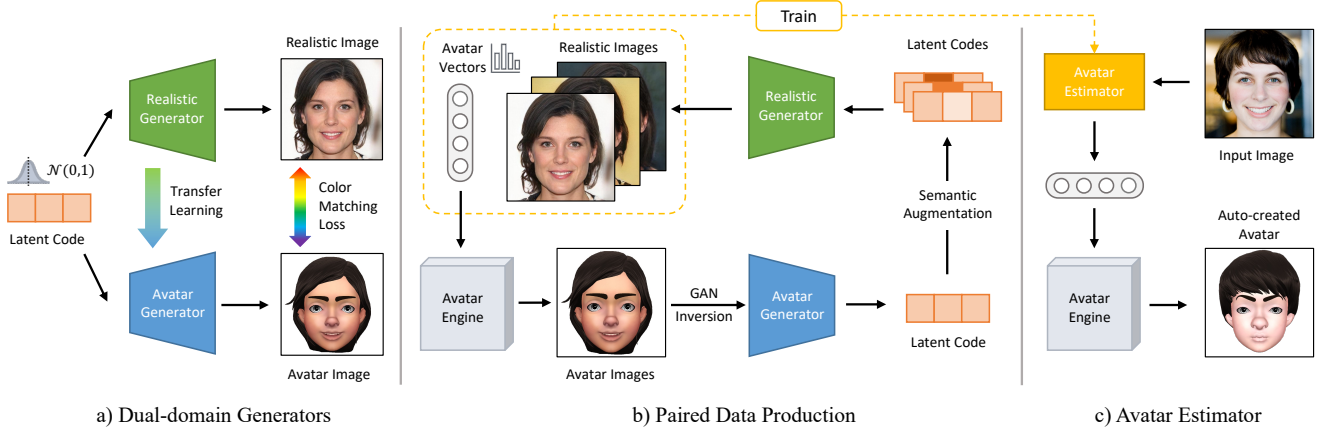 Realistic Image
Realistic
Generator
𝒩(0,1)
Latent Code
Transfer
Learning
Color
Matching
Loss
Avatar
Generator
Avatar Image
a) Dual-domain Generators
Train
Avatar
Vectors
Realistic Images
Realistic
Generator
Latent Codes
Semantic
Augmentation
Avatar
Engine
Avatar Images
GAN
Inversion
Avatar
Generator
Latent Code
b) Paired Data Production
Avatar
Estimator
Input Image
Auto-created
Avatar
Avatar
Engine
c) Avatar Estimator